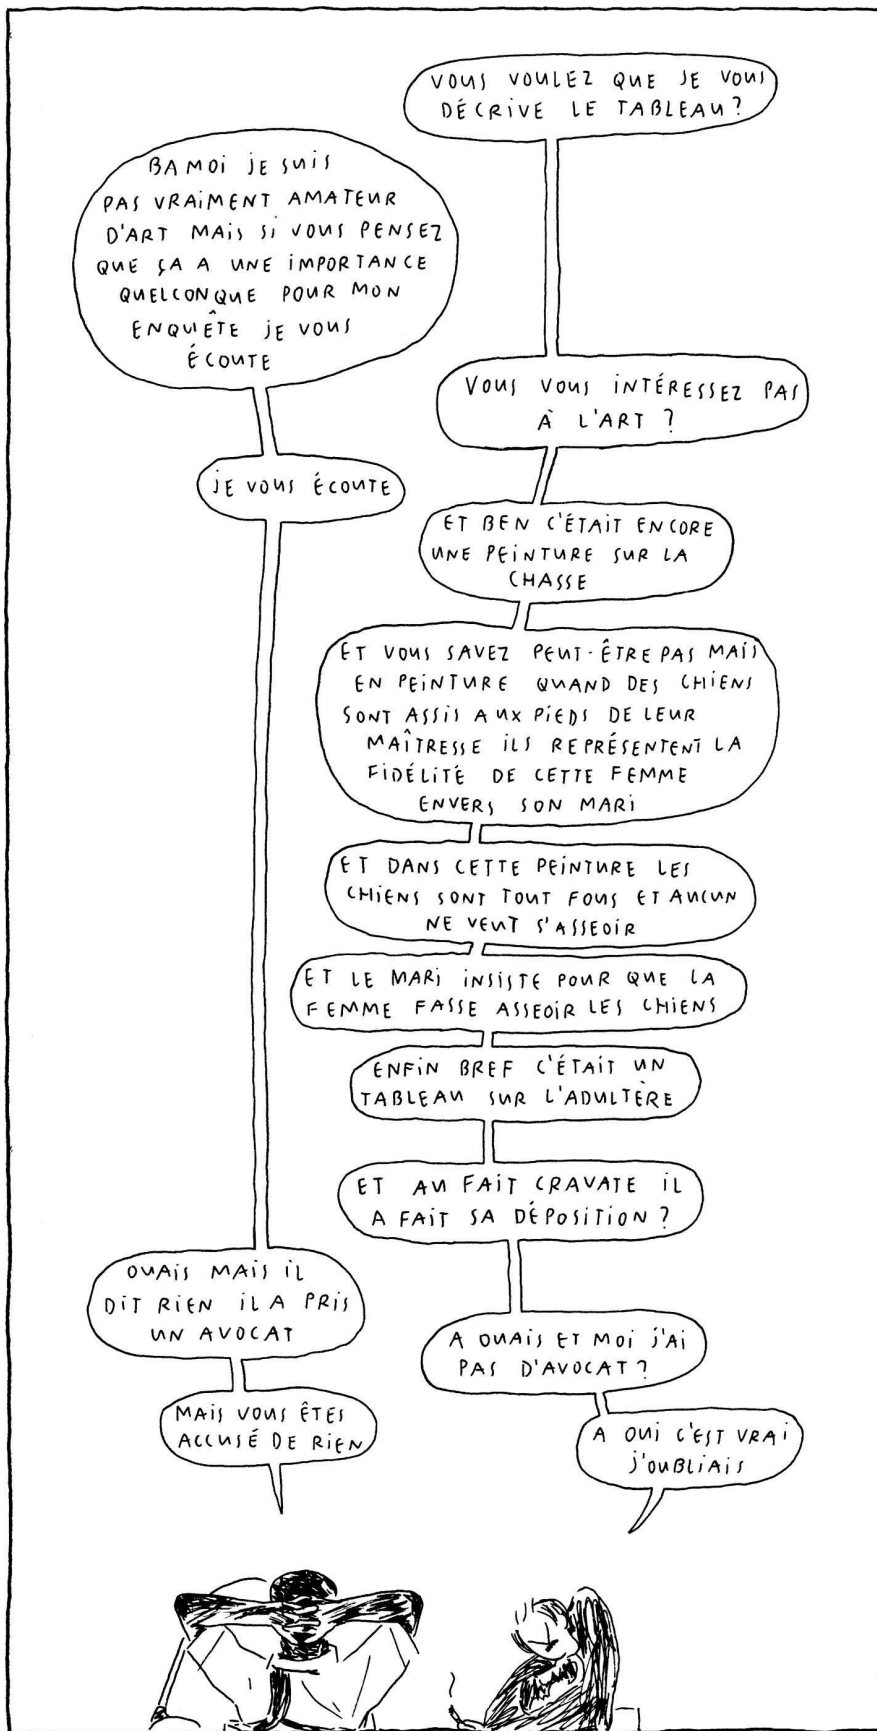 VOUS VOULEZ QUE JE VOUS
DÉCRIVE LE TABLEAU ?
BA MOI JE SUIS
PAS VRAIMENT AMATEUR
D'ART MAIS SI VOUS PENSEZ
QUE ÇA A UNE IMPORTANCE
QUELCONQUE POUR MON
ENQUÊTE JE VOUS
ÉCOUTE
VOUS VOUS INTÉRESSEZ PAS
À L'ART ?
JE VOUS ÉCOUTE
ET BEN C'ÉTAIT ENCORE
UNE PEINTURE SUR LA
CHASSE
ET VOUS SAVEZ PEUT-ÊTRE PAS MAIS
EN PEINTURE QUAND DES CHIENS
SONT ASSIS AUX PIEDS DE LEUR
MAÎTRESSE ILS REPRÉSENTENT LA
FIDÉLITÉ DE CETTE FEMME
ENVERS SON MARI
ET DANS CETTE PEINTURE LES
CHIENS SONT TOUT FOUS ET AUCUN
NE VEUT S'ASSEOIR
ET LE MARI INSISTE POUR QUE LA
FEMME FASSE ASSEOIR LES CHIENS
ENFIN BREF C'ÉTAIT UN
TABLEAU SUR L'ADULTÈRE
ET AU FAIT CRAVATE IL
A FAIT SA DÉPOSITION ?
OUAIS MAIS IL
DIT RIEN IL A PRIS
UN AVOCAT
A OUAIS ET MOI J'AI
PAS D'AVOCAT ?
MAIS VOUS ÊTES
ACCUSÉ DE RIEN
A OUI C'EST VRAI
J'OUBLIAIS